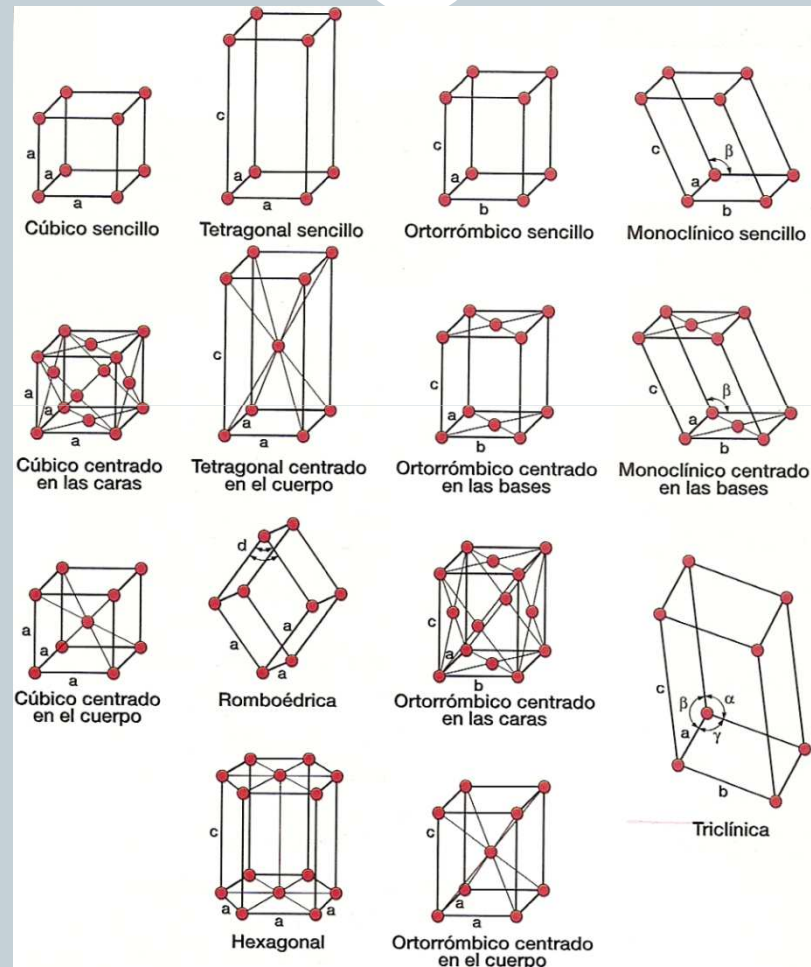 c
a
a
a
Cúbico sencillo
a
a
Tetragonal sencillo
c
a
b
Ortorrómbico sencillo
c
β
a
b
Monoclínico sencillo
a
a
a
Cúbico centrado
en las caras
c
a
a
Tetragonal centrado
en el cuerpo
c
a
b
Ortorrómbico centrado
en las bases
c
β
a
b
Monoclínico centrado
en las bases
a
a
a
Cúbico centrado
en el cuerpo
d
a
a
a
Romboédrica
c
a
b
Ortorrómbico centrado
en las caras
c
β
α
a
γ
b
Triclínica
c
a
a
a
Hexagonal
c
a
a
Ortorrómbico centrado
en el cuerpo